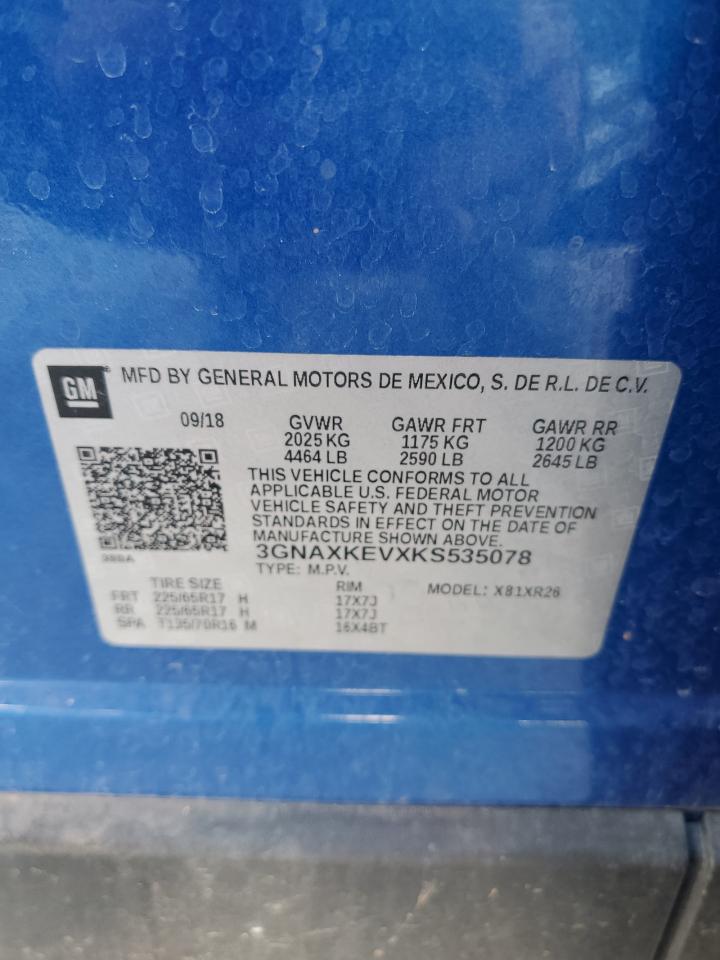 GM
MFD BY GENERAL MOTORS DE MEXICO, S. DE R.L. DE C.V.
09/18 GVWR GAWR FRT GAWR RR
2025 KG 1175 KG 1200 KG
4464 LB 2590 LB 2645 LB
THIS VEHICLE CONFORMS TO ALL
APPLICABLE U.S. FEDERAL MOTOR
VEHICLE SAFETY AND THEFT PREVENTION
STANDARDS IN EFFECT ON THE DATE OF
MANUFACTURE SHOWN ABOVE.
3GNAXKEVXKS535078
TYPE: M.P.V.
TIRE SIZE RIM MODEL: X81XR26
FRT 225/65R17 H 17X7J
RR 225/65R17 H 17X7J
SPA T135/70R16 M 16X4BT